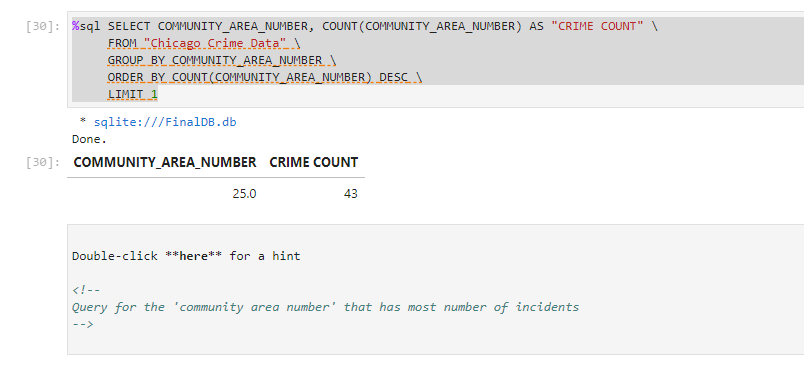 [30]: %sql SELECT COMMUNITY_AREA_NUMBER, COUNT(COMMUNITY_AREA_NUMBER) AS "CRIME COUNT" \
FROM "Chicago Crime Data" \
GROUP BY COMMUNITY_AREA_NUMBER \
ORDER BY COUNT(COMMUNITY_AREA_NUMBER) DESC \
LIMIT 1
* sqlite:///FinalDB.db
Done.
[30]: COMMUNITY_AREA_NUMBER CRIME COUNT
25.0 43
Double-click **here** for a hint
<!--
Query for the 'community area number' that has most number of incidents
-->